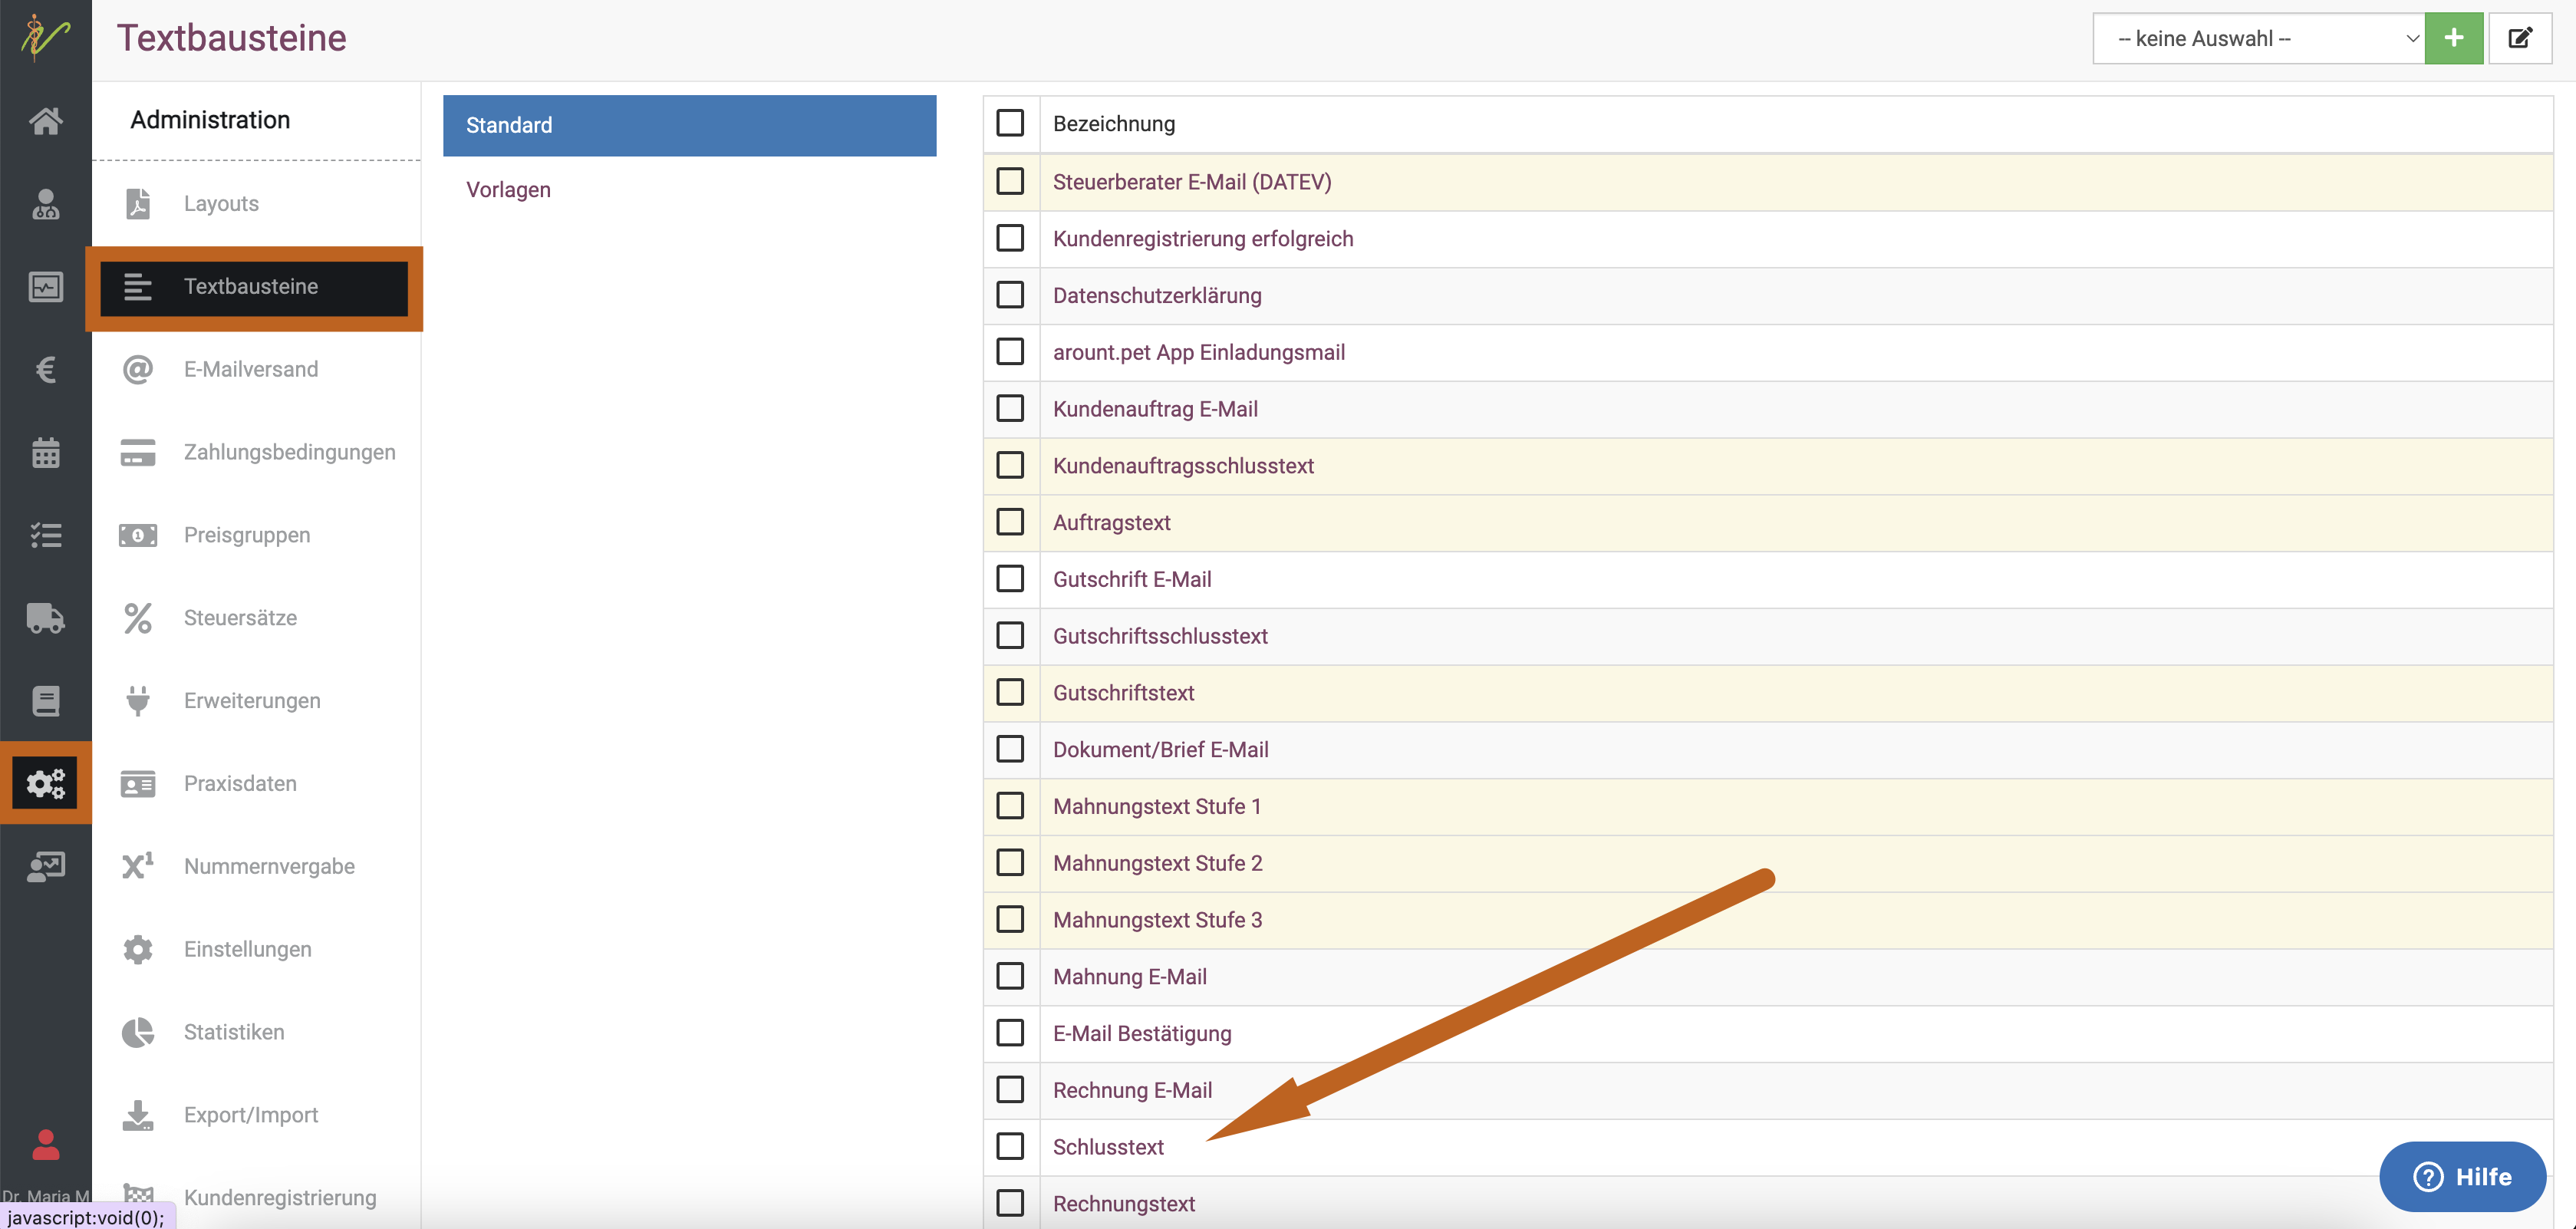 Textbausteine
-- keine Auswahl --
Administration
Layouts
Textbausteine
E-Mailversand
Zahlungsbedingungen
Preisgruppen
Steuersätze
Erweiterungen
Praxisdaten
Nummernvergabe
Einstellungen
Statistiken
Export/Import
Kundenregistrierung
Dr. Maria M
javascript:void(0);
Standard
Vorlagen
Bezeichnung
Steuerberater E-Mail (DATEV)
Kundenregistrierung erfolgreich
Datenschutzerklärung
arount.pet App Einladungsmail
Kundenauftrag E-Mail
Kundenauftragsschlusstext
Auftragstext
Gutschrift E-Mail
Gutschriftsschlusstext
Gutschriftstext
Dokument/Brief E-Mail
Mahnungstext Stufe 1
Mahnungstext Stufe 2
Mahnungstext Stufe 3
Mahnung E-Mail
E-Mail Bestätigung
Rechnung E-Mail
Schlusstext
Rechnungstext
Hilfe